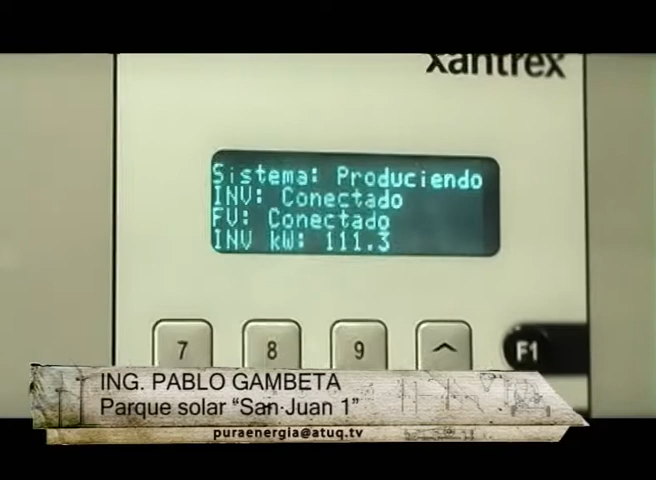 xantrex
Sistema: Produciendo
INV: Conectado
FV: Conectado
INV kW: 111.3
7 8 9 F1
ING. PABLO GAMBETA
Parque solar “San Juan 1”
puraenergia@atuq.tv